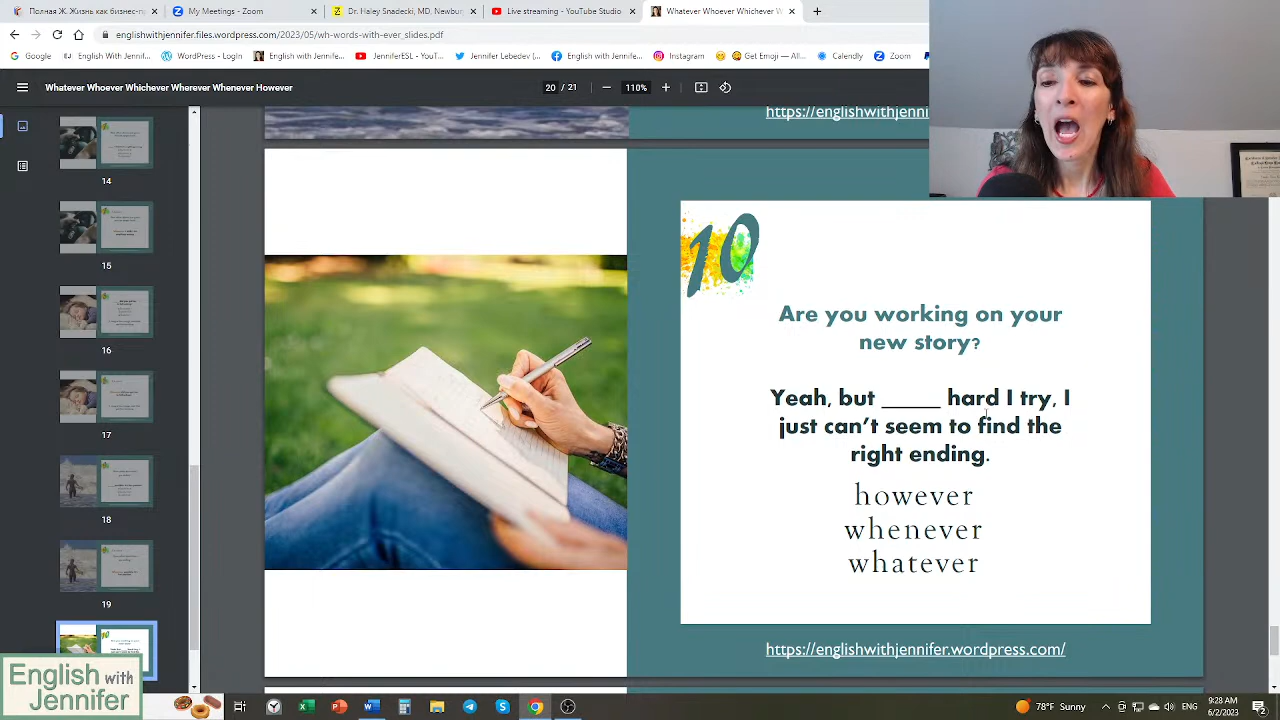 Полная Ж. Жизнь как бизнес-пр
My Meetings - Zoom
Dr. Haley Snadecki, MD, Newbur
Live streaming - YouTube Studio
Whatever Whoever Whichever W
englishwithjennifer.files.wordpress.com/2023/05/wh-words-with-ever_slides.pdf
Google
WordPress Login
English with Jennife...
JenniferESL - YouT...
Jennifer Lebedev (...
English with Jennife...
Instagram
Get Emoji — All...
Calendly
Zoom
Whatever Whoever Whichever Wherever Whenever However
20 / 21
110%
https://englishwithjenni
14
15
16
17
18
19
10
Are you working on your
new story?
Yeah, but _____ hard I try, I
just can't seem to find the
right ending.
however
whenever
whatever
https://englishwithjennifer.wordpress.com/
English with
Jennifer
78°F Sunny
9:28 AM
6/2/2023